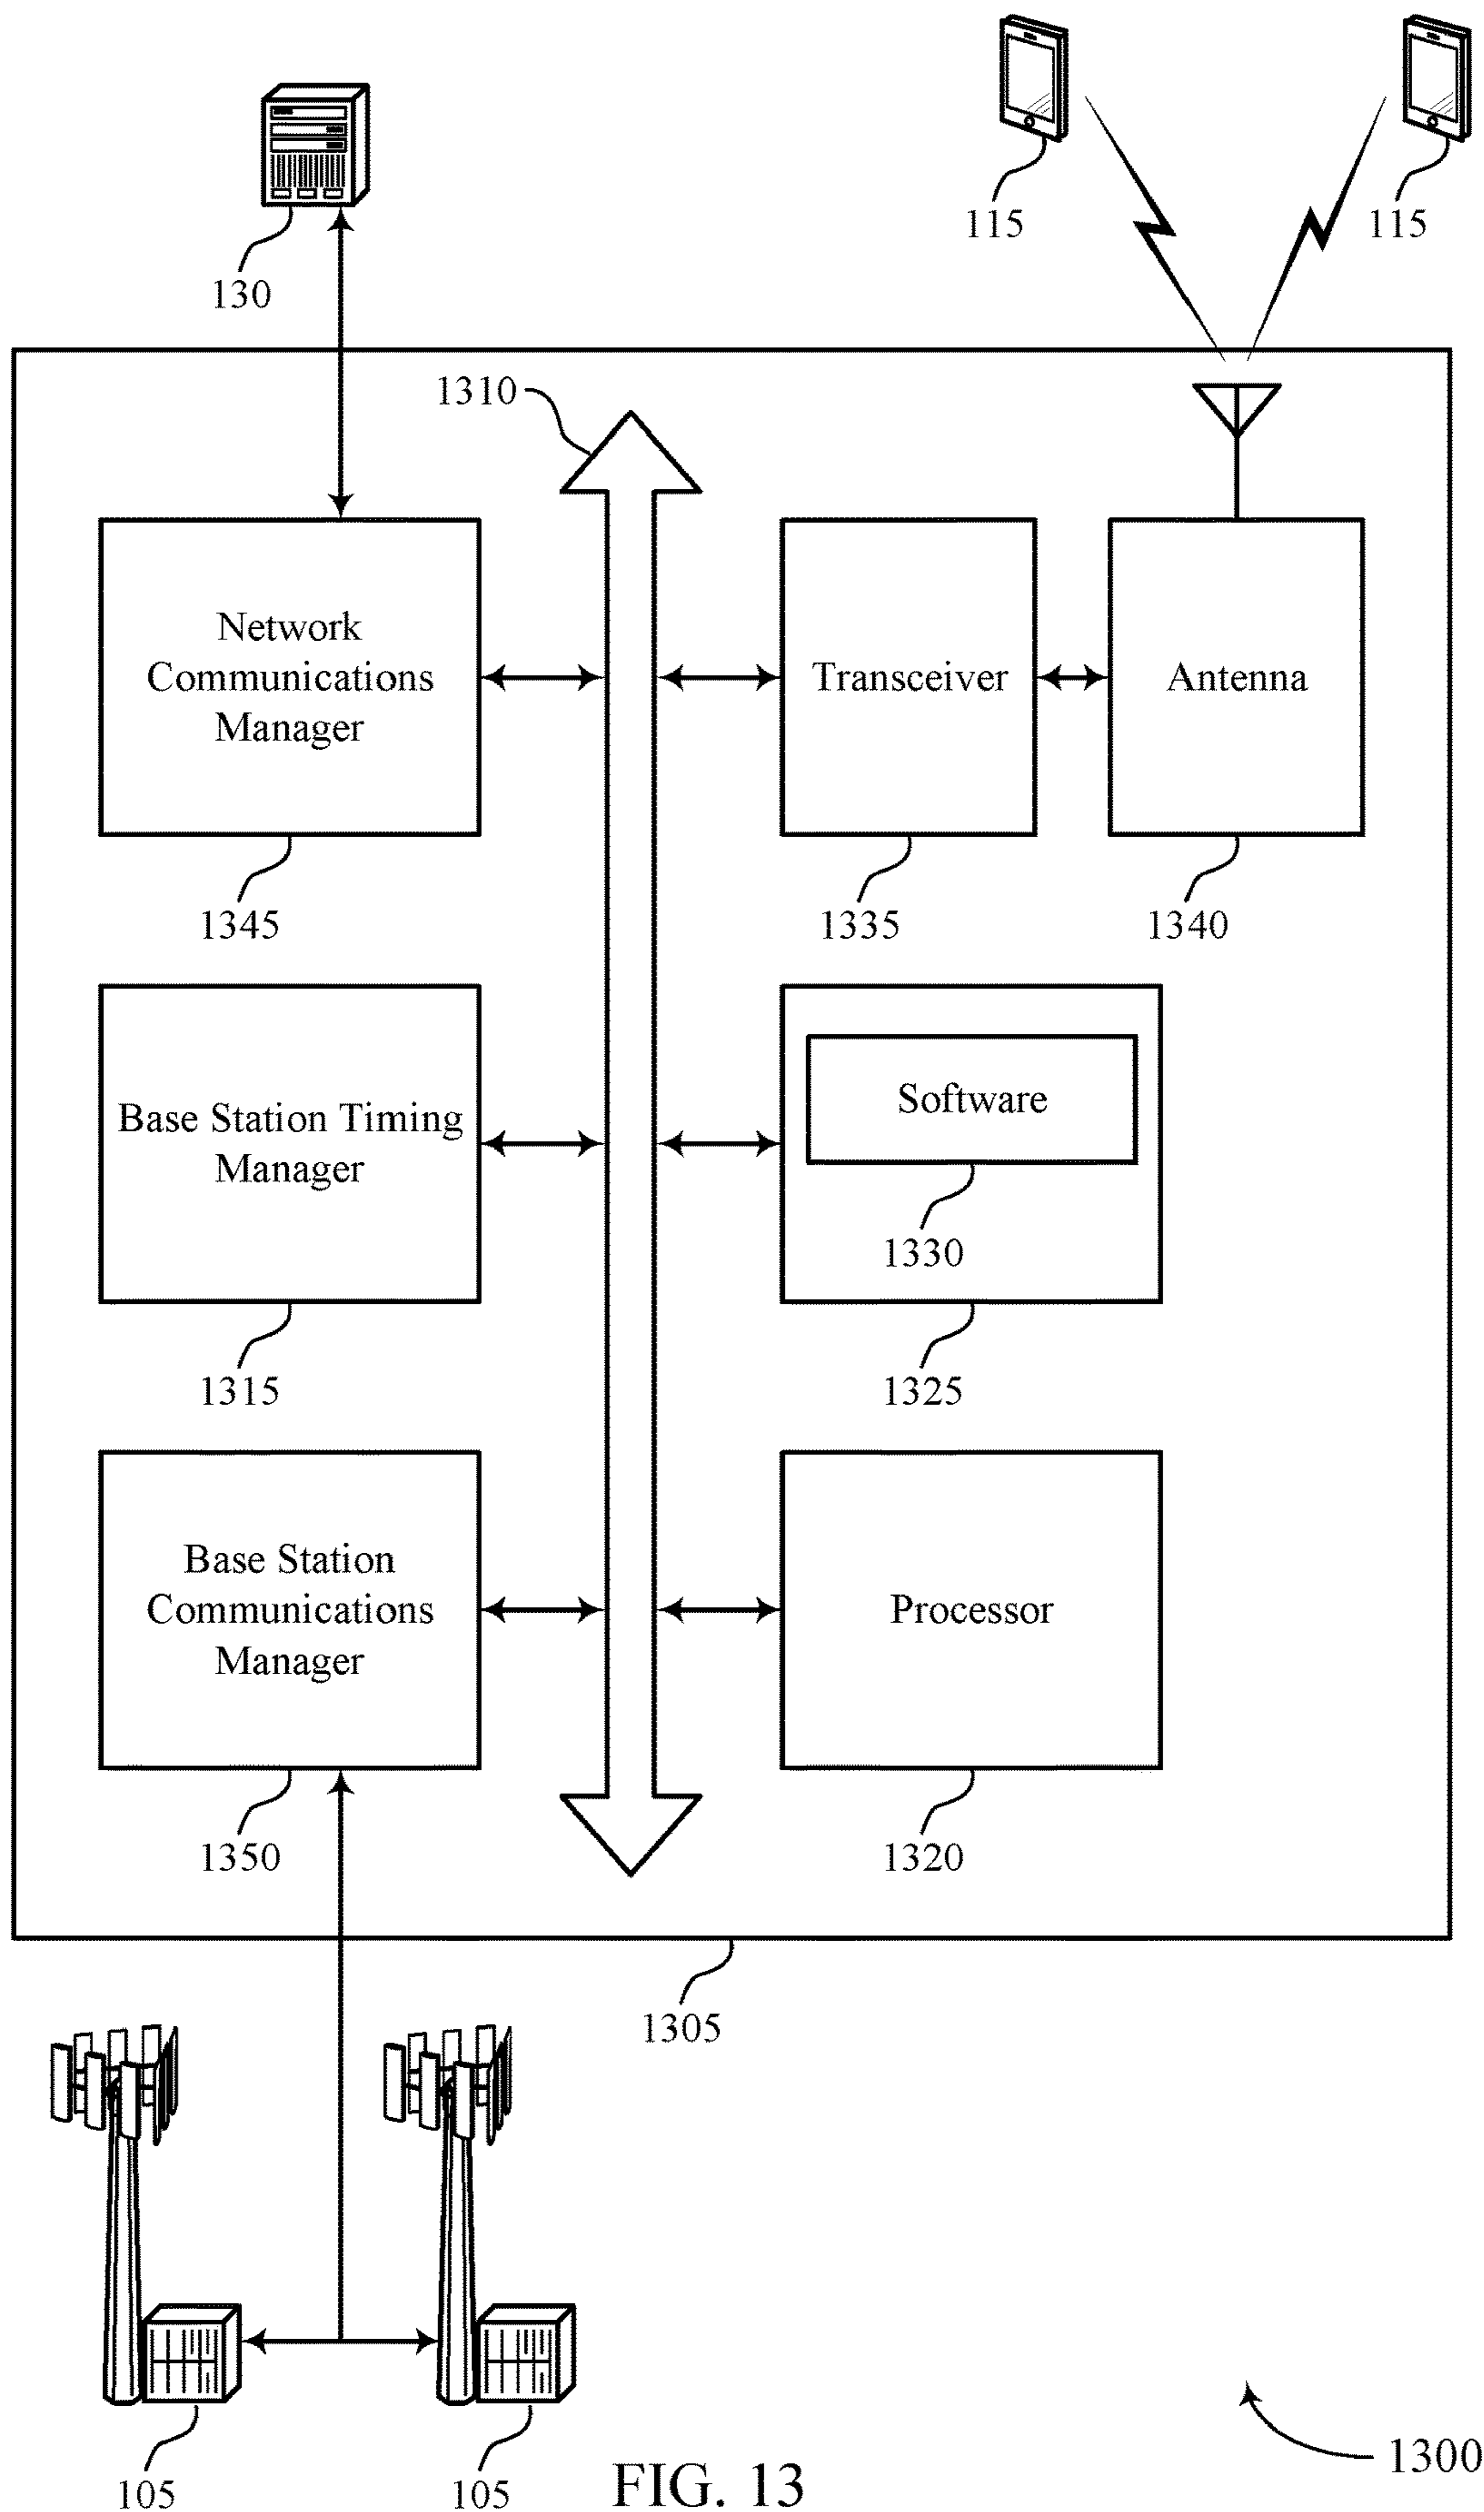 115
115
130
1310
Network
Communications
Manager
Transceiver
Antenna
1345
1335
1340
Base Station Timing
Manager
Software
1330
1315
1325
Base Station
Communications
Manager
Processor
1350
1320
1305
105
105
FIG. 13
1300